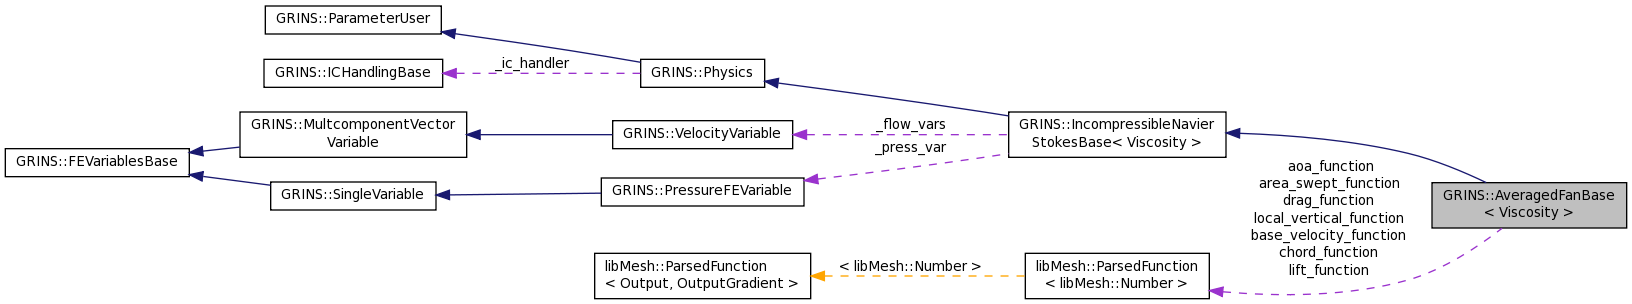 GRINS::ParameterUser
GRINS::ICHandlingBase
_ic_handler
GRINS::Physics
GRINS::MultcomponentVector
Variable
GRINS::VelocityVariable
_flow_vars
_press_var
GRINS::IncompressibleNavier
StokesBase< Viscosity >
GRINS::FEVariablesBase
GRINS::SingleVariable
GRINS::PressureFEVariable
aoa_function
area_swept_function
drag_function
local_vertical_function
base_velocity_function
chord_function
lift_function
GRINS::AveragedFanBase
< Viscosity >
libMesh::ParsedFunction
< Output, OutputGradient >
< libMesh::Number >
libMesh::ParsedFunction
< libMesh::Number >